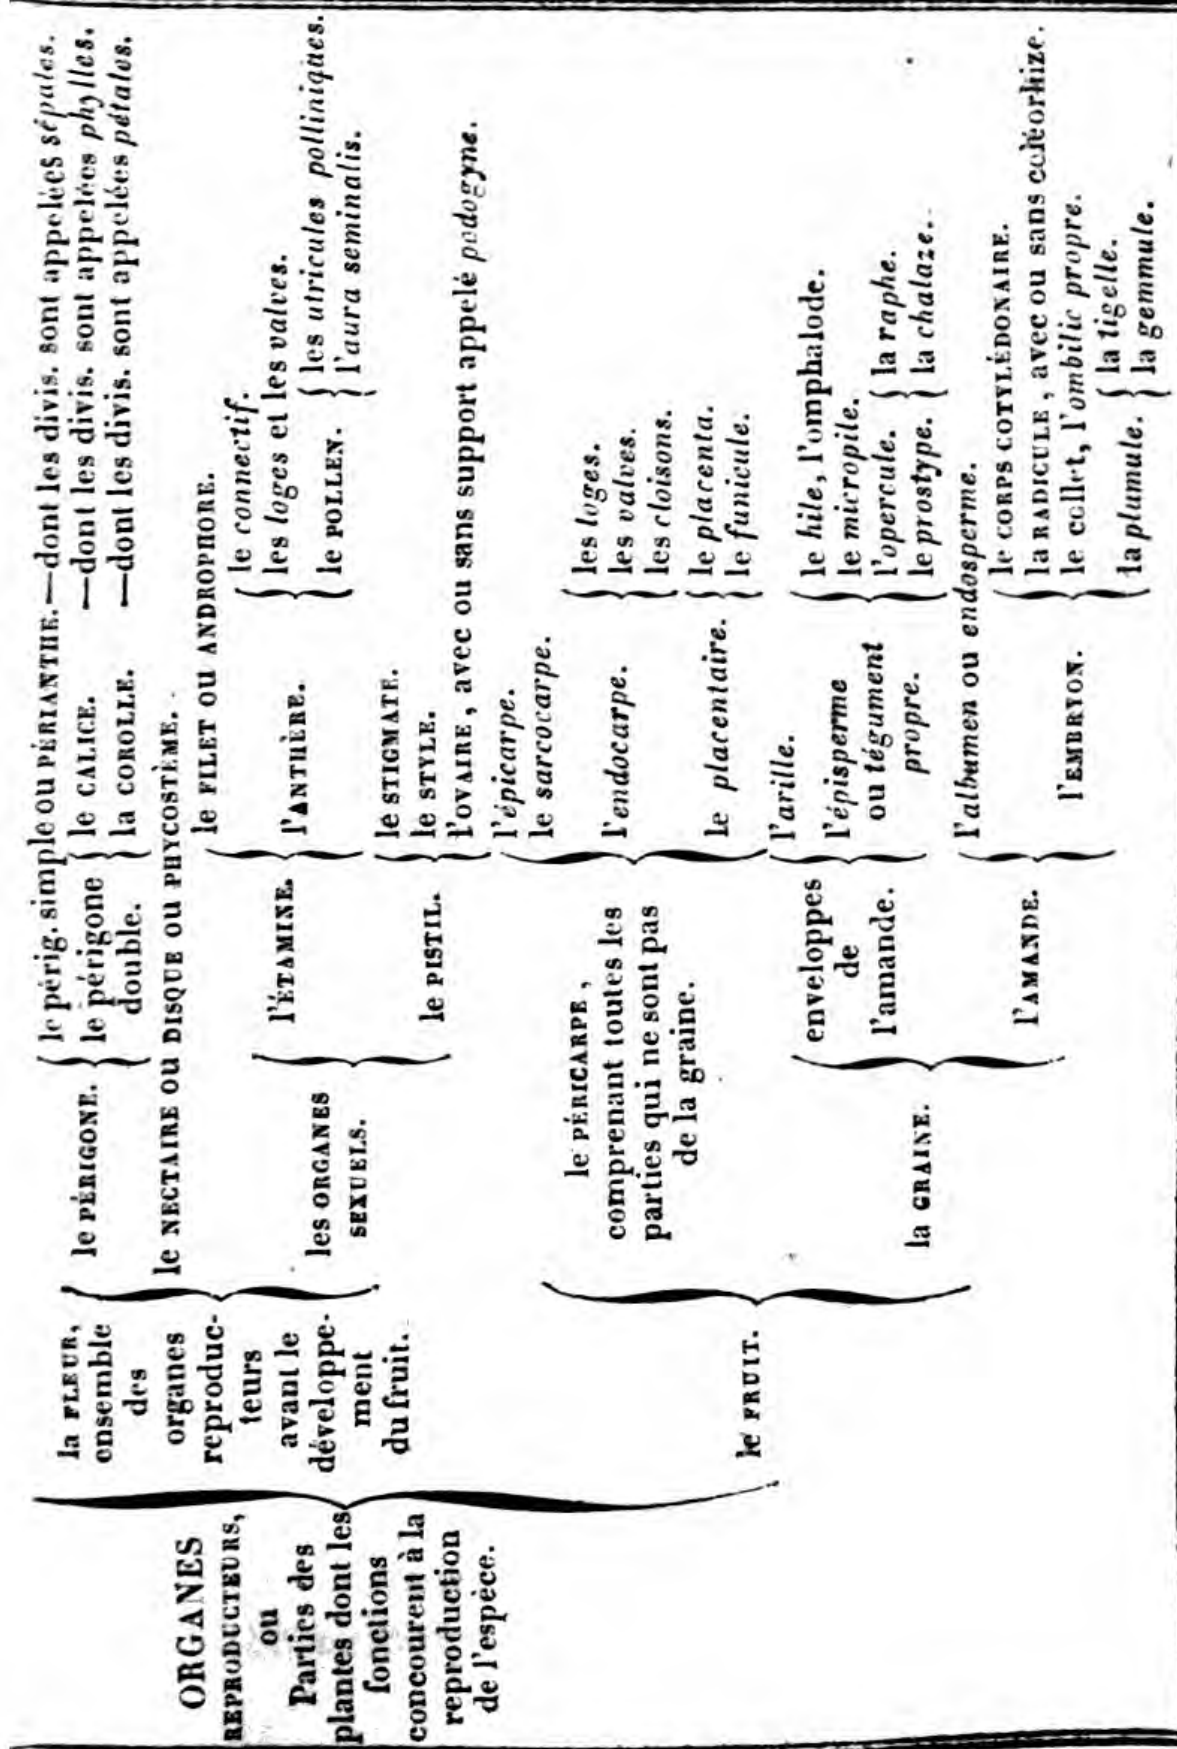 ORGANES
REPRODUCTEURS,
ou
Parties des
plantes dont les
fonctions
concourent à la
reproduction
de l'espèce.
la FLEUR,
ensemble
des
organes
reproduc-
teurs
avant le
développe-
ment
du fruit.
le PÉRIGONE.
le périg. simple ou PÉRIANTHE.—dont les divis. sont appelées sépales.
le périgone
double.
le CALICE. —dont les divis. sont appelées phylles.
la COROLLE. —dont les divis. sont appelées pétales.
le NECTAIRE OU DISQUE OU PHYCOSTÈME.
les ORGANES
SEXUELS.
l'ÉTAMINE.
le FILET OU ANDROPHORE.
l'ANTHÈRE.
le connectif.
les loges et les valves.
le POLLEN.
les utricules polliniques.
l'aura seminalis.
le PISTIL.
le STIGMATE.
le STYLE.
l'OVAIRE, avec ou sans support appelé podogyne.
le FRUIT.
le PÉRICARPE,
comprenant toutes les
parties qui ne sont pas
de la graine.
l'épicarpe.
le sarcocarpe.
l'endocarpe.
les loges.
les valves.
les cloisons.
Le placentaire.
le placenta.
le funicule.
la GRAINE.
enveloppes
de
l'amande.
l'arille.
l'épisperme
ou tégument
propre.
le hile, l'omphalode.
le micropile.
l'opercule.
le prostype.
la raphe.
la chalaze.
l'AMANDE.
l'albumen ou endosperme.
l'EMBRYON.
le CORPS COTYLÉDONAIRE.
la RADICULE, avec ou sans coléorhize.
le collet, l'ombilic propre.
la plumule.
la tigelle.
la gemmule.